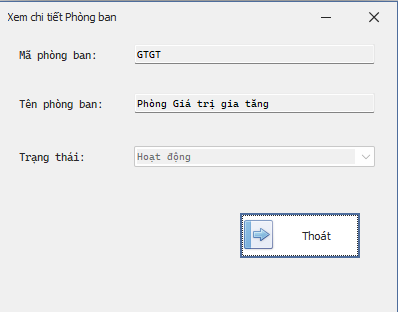 Xem chi tiết Phòng ban
Mã phòng ban: GTGT
Tên phòng ban: Phòng Giá trị gia tăng
Trạng thái: Hoạt động
Thoát